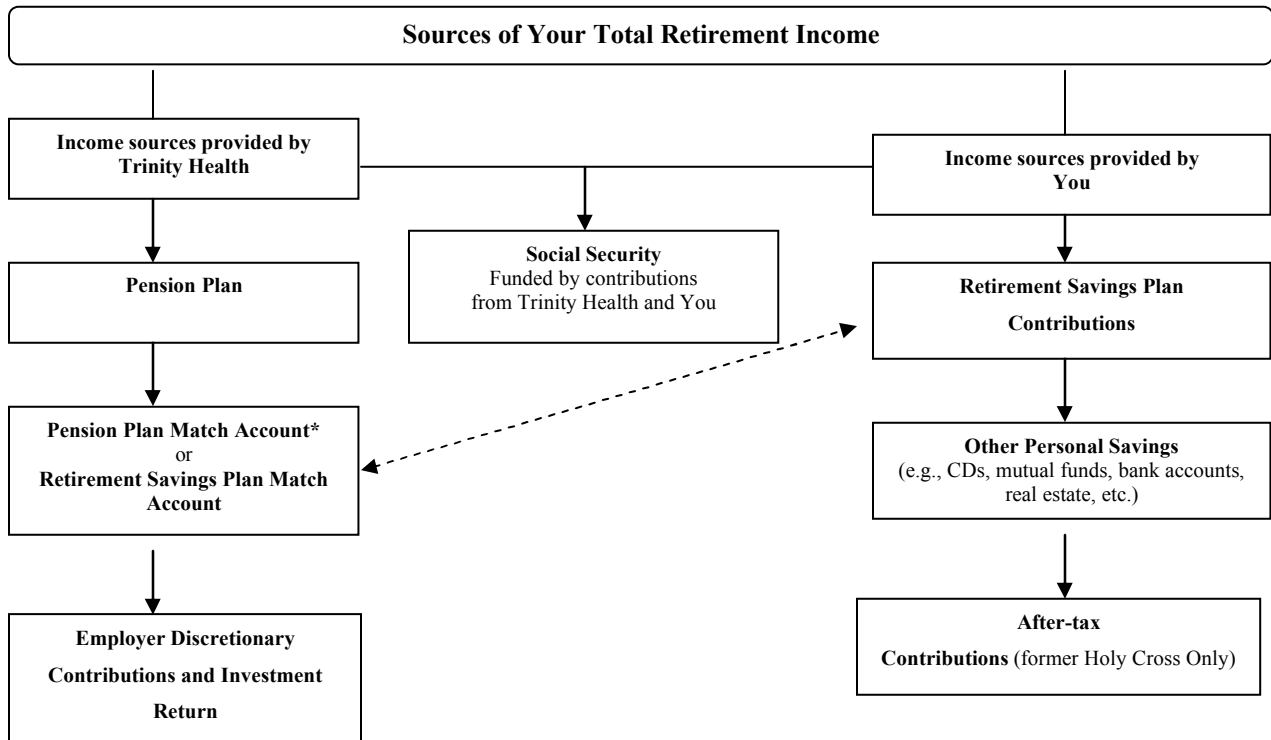 Sources of Your Total Retirement Income
Income sources provided by
Trinity Health
Income sources provided by
You
Social Security
Funded by contributions
from Trinity Health and You
Pension Plan
Retirement Savings Plan
Contributions
Pension Plan Match Account*
or
Retirement Savings Plan Match
Account
Other Personal Savings
(e.g., CDs, mutual funds, bank accounts,
real estate, etc.)
Employer Discretionary
Contributions and Investment
Return
After-tax
Contributions (former Holy Cross Only)